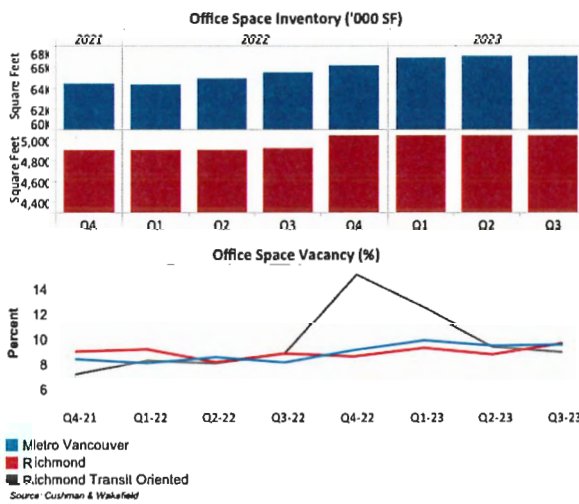 Office Space Inventory ('000 SF)
2021 2022 2023
Square Feet
68K
66K
64K
62K
60K
Square Feet
5,000
4,800
4,600
4,400
Q4 Q1 Q2 Q3 Q4 Q1 Q2 Q3
Office Space Vacancy (%)
Percent
14
12
10
8
6
Q4-21 Q1-22 Q2-22 Q3-22 Q4-22 Q1-23 Q2-23 Q3-23
Metro Vancouver
Richmond
Richmond Transit Oriented
Source: Cushman & Wakefield